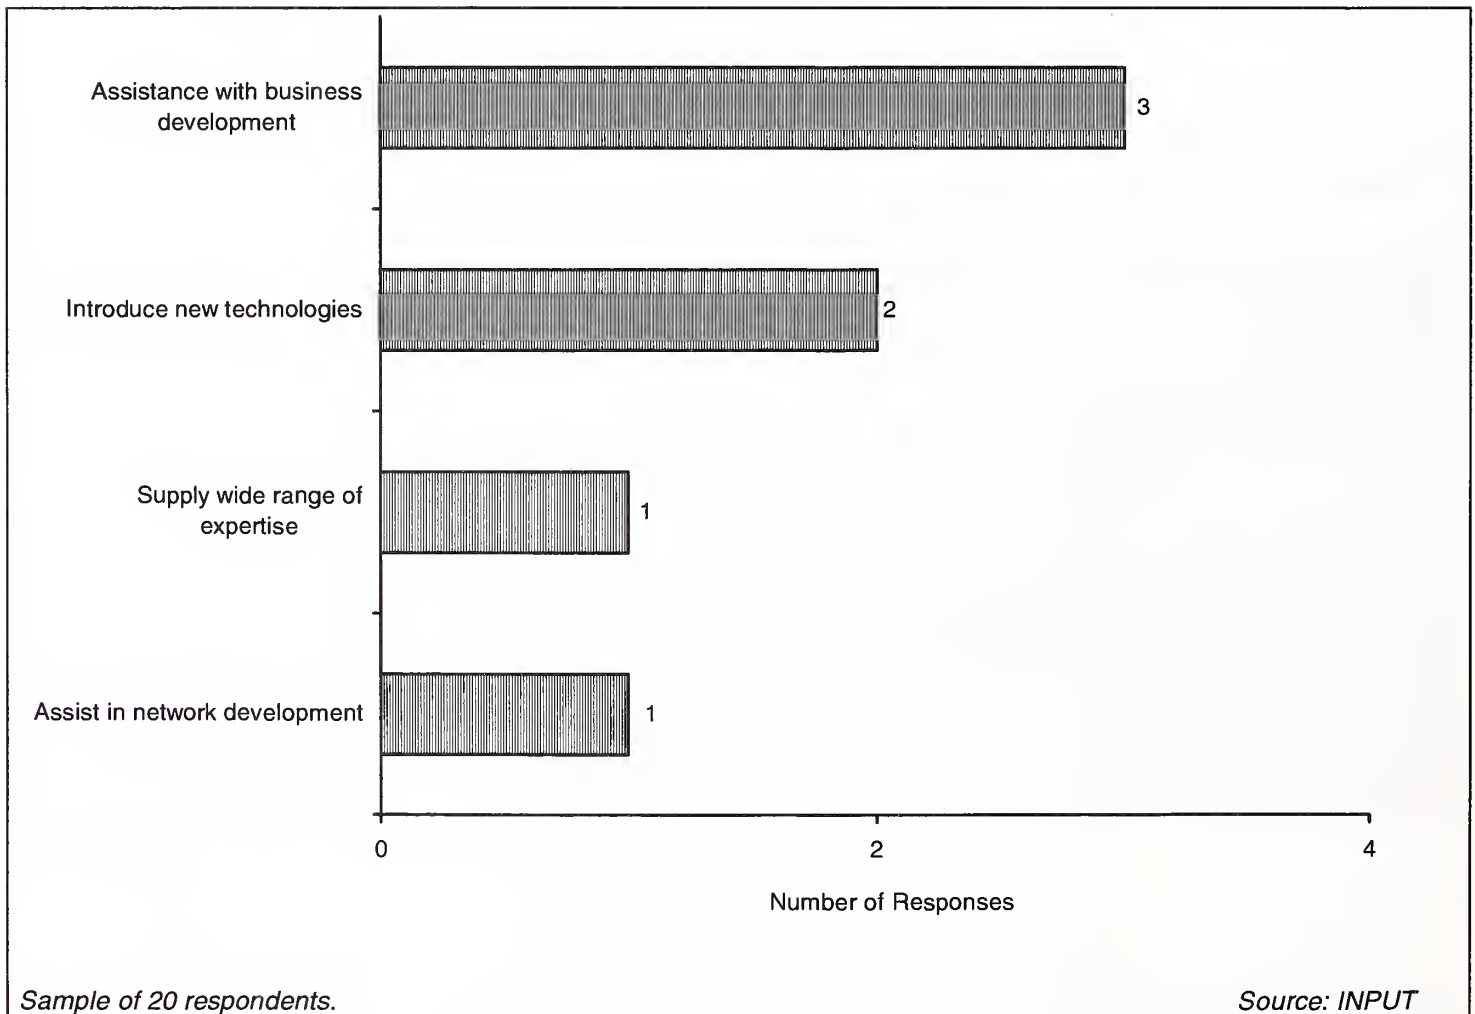 Assistance with business
development
3
Introduce new technologies
2
Supply wide range of
expertise
1
Assist in network development
1
0 2 4
Number of Responses
Sample of 20 respondents. Source: INPUT